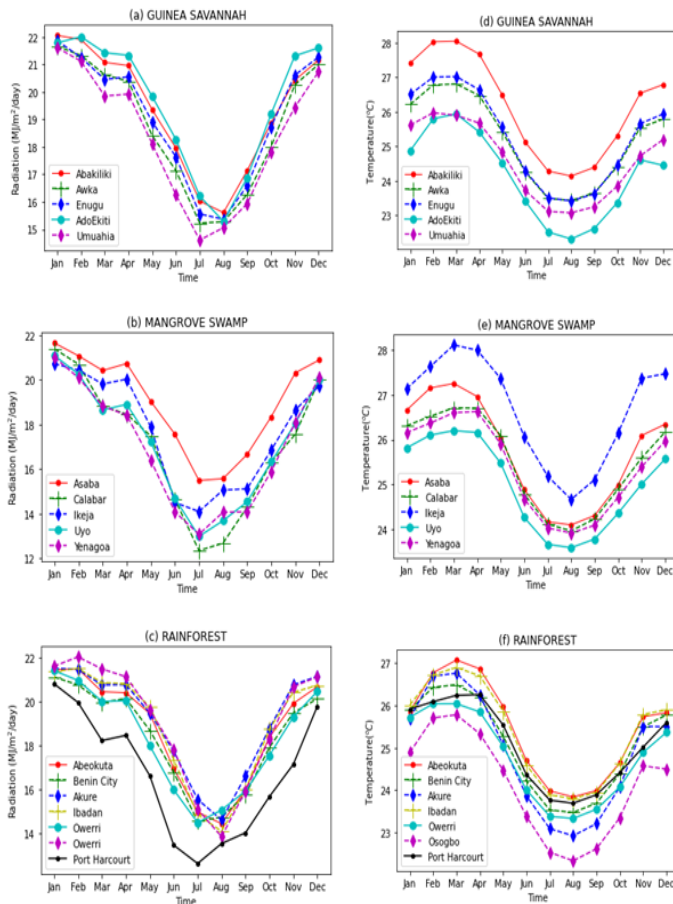 (a) GUINEA SAVANNAH
Radiation (MJ/m²/day)
22
21
20
19
18
17
16
15
Abakiliki
Awka
Enugu
AdoEkiti
Umuahia
Jan Feb Mar Apr May Jun Jul Aug Sep Oct Nov Dec
Time
(d) GUINEA SAVANNAH
Temperature(°C)
28
27
26
25
24
23
Abakiliki
Awka
Enugu
AdoEkiti
Umuahia
Jan Feb Mar Apr May Jun Jul Aug Sep Oct Nov Dec
Time
(b) MANGROVE SWAMP
Radiation (MJ/m²/day)
22
20
18
16
14
12
Asaba
Calabar
Ikeja
Uyo
Yenagoa
Jan Feb Mar Apr May Jun Jul Aug Sep Oct Nov Dec
Time
(e) MANGROVE SWAMP
Temperature(°C)
28
27
26
25
24
Asaba
Calabar
Ikeja
Uyo
Yenagoa
Jan Feb Mar Apr May Jun Jul Aug Sep Oct Nov Dec
Time
(c) RAINFOREST
Radiation (MJ/m²/day)
22
20
18
16
14
Abeokuta
Benin City
Akure
Ibadan
Owerri
Owerri
Port Harcourt
Jan Feb Mar Apr May Jun Jul Aug Sep Oct Nov Dec
Time
(f) RAINFOREST
Temperature(°C)
27
26
25
24
23
Abeokuta
Benin City
Akure
Ibadan
Owerri
Osogbo
Port Harcourt
Jan Feb Mar Apr May Jun Jul Aug Sep Oct Nov Dec
Time